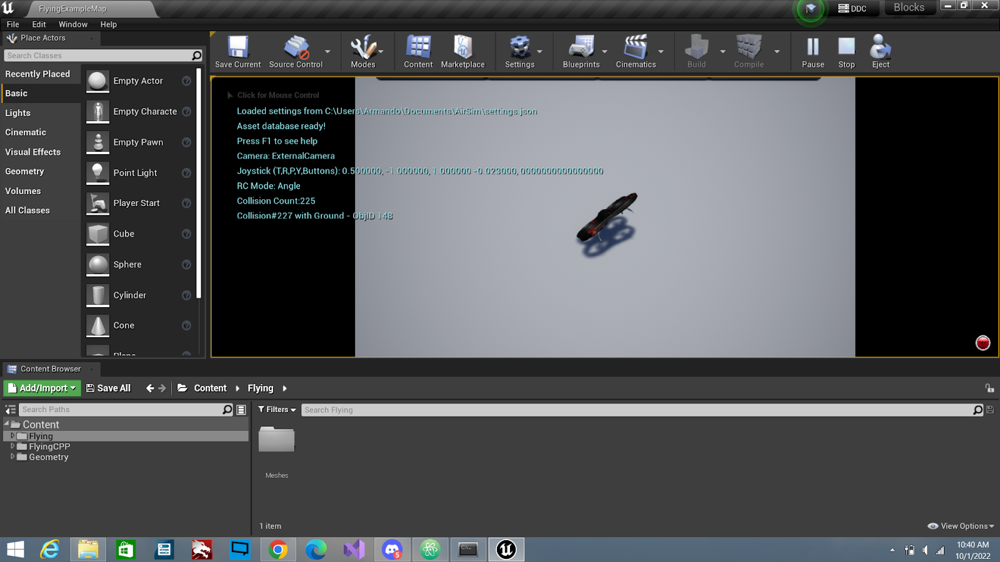 FlyingExampleMap
DDC
Blocks
File Edit Window Help
Place Actors
Search Classes
Recently Placed
Basic
Lights
Cinematic
Visual Effects
Geometry
Volumes
All Classes
Empty Actor
Empty Characte
Empty Pawn
Point Light
Player Start
Cube
Sphere
Cylinder
Cone
Save Current Source Control Modes Content Marketplace Settings Blueprints Cinematics Build Compile Pause Stop Eject
Click for Mouse Control
Loaded settings from C:\Users\Armando\Documents\AirSim\settings.json
Asset database ready!
Press F1 to see help
Camera: ExternalCamera
Joystick (T,R,P,Y,Buttons): 0.500000, -1.000000, 1.000000 -0.023000, 0000000000000000
RC Mode: Angle
Collision Count:225
Collision#227 with Ground - ObjID 148
Content Browser
Add/Import Save All Content Flying
Search Paths
Filters
Search Flying
Content
Flying
FlyingCPP
Geometry
Meshes
1 item
View Options
5
10:40 AM
10/1/2022